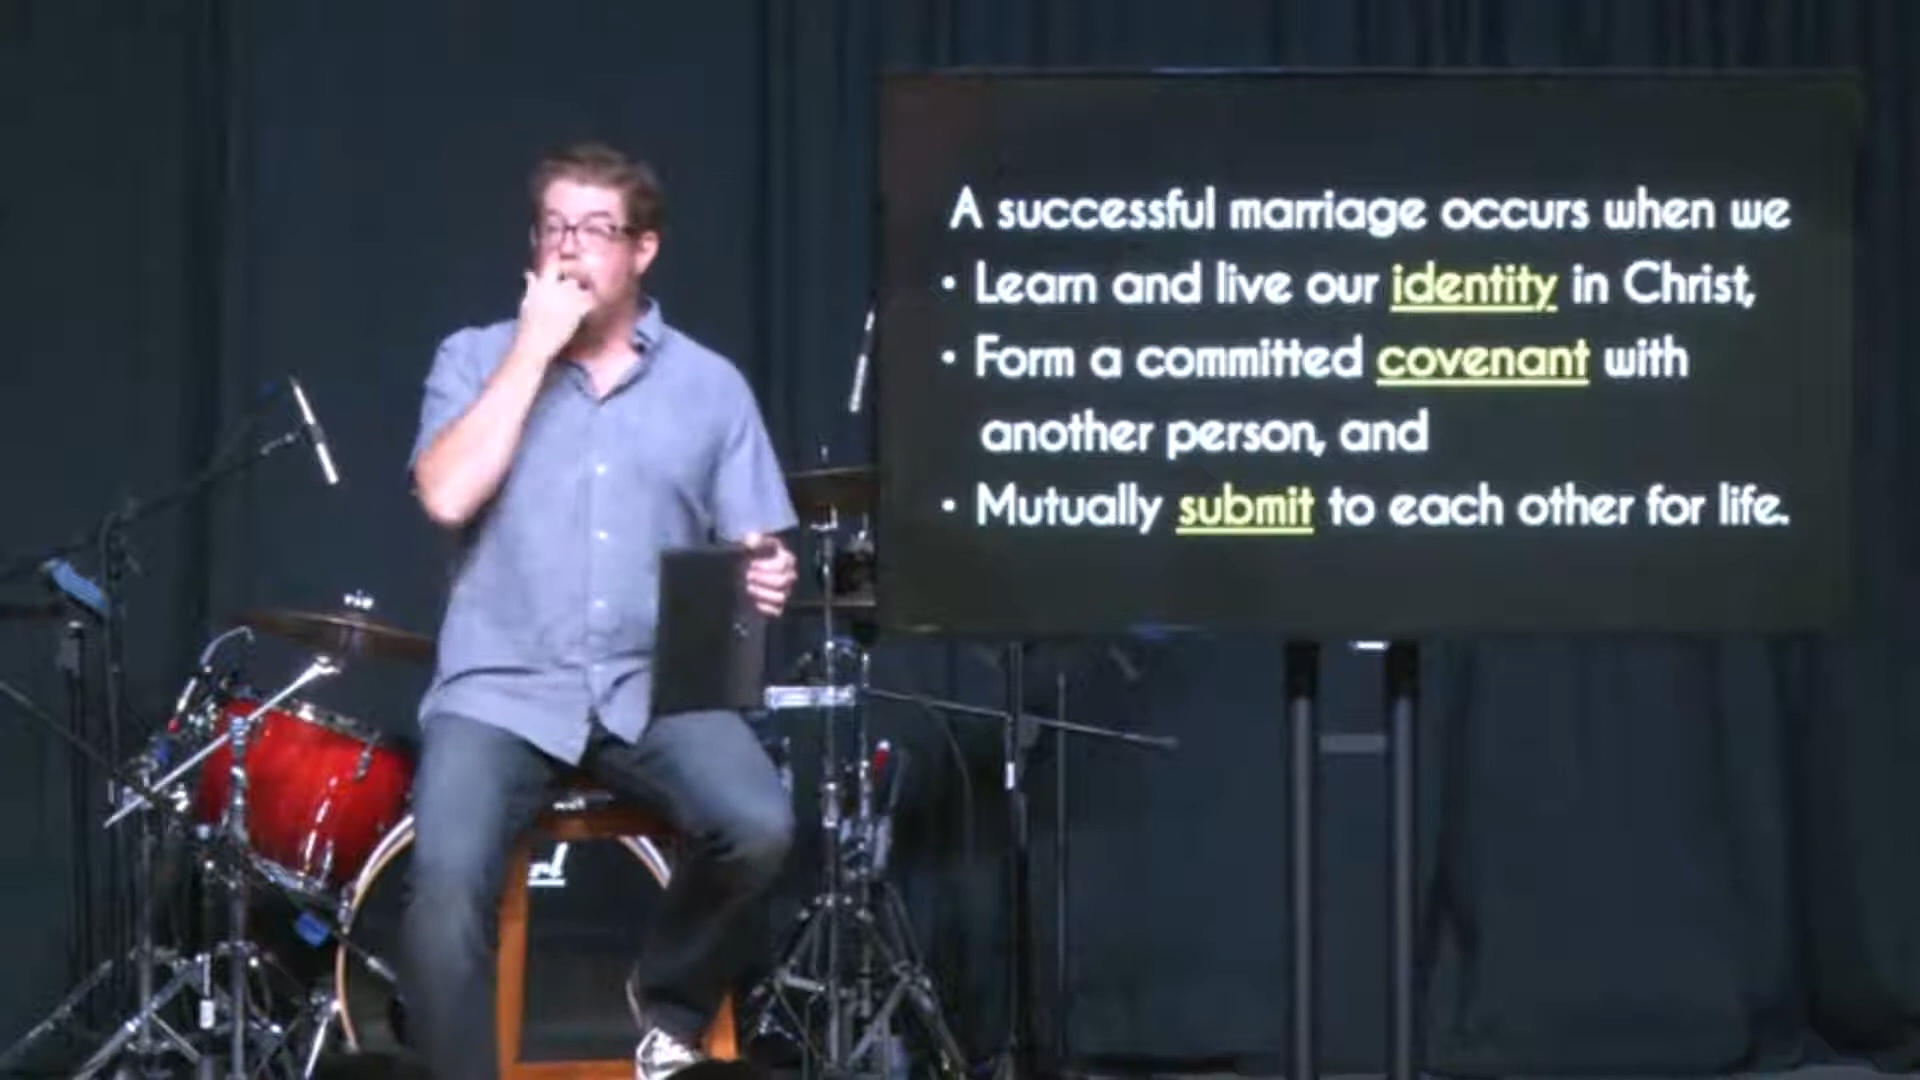 A successful marriage occurs when we
• Learn and live our identity in Christ,
• Form a committed covenant with
another person, and
• Mutually submit to each other for life.